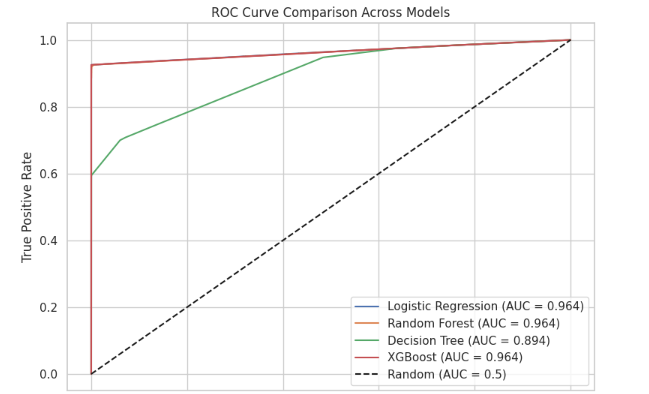 ROC Curve Comparison Across Models
1.0
0.8
0.6
0.4
0.2
0.0
True Positive Rate
Logistic Regression (AUC = 0.964)
Random Forest (AUC = 0.964)
Decision Tree (AUC = 0.894)
XGBoost (AUC = 0.964)
Random (AUC = 0.5)